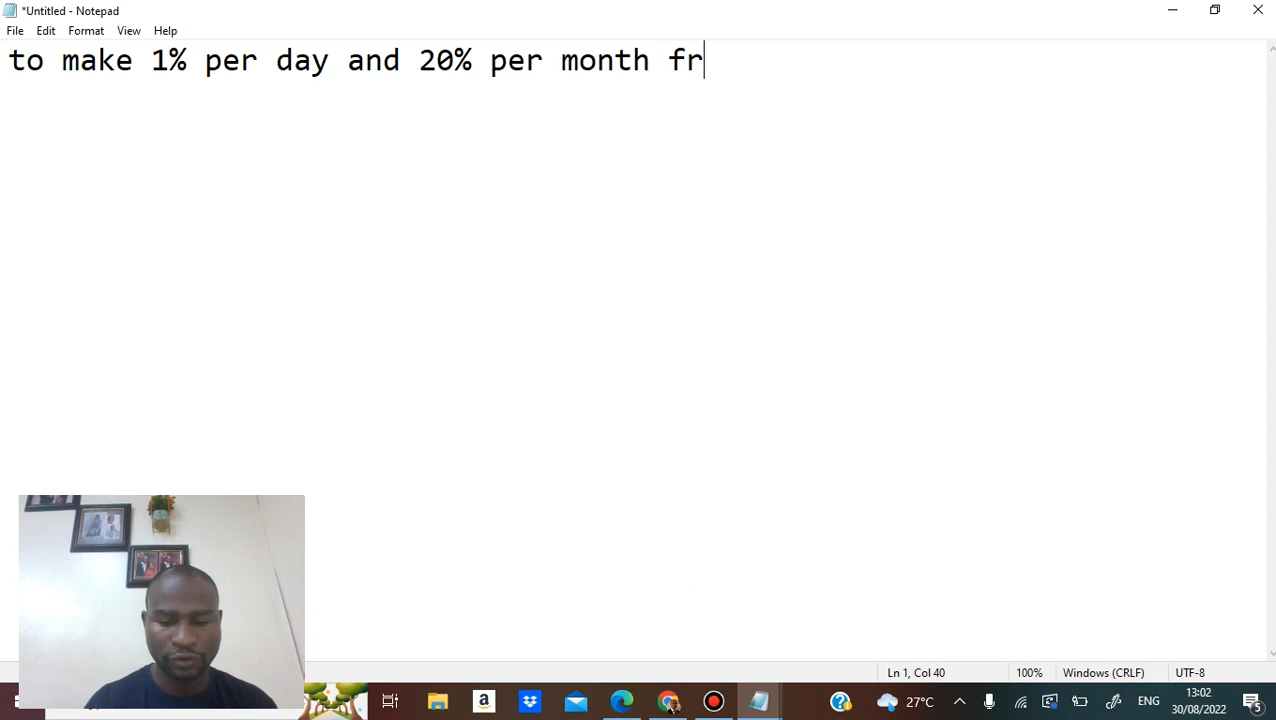 *Untitled - Notepad
File Edit Format View Help
to make 1% per day and 20% per month fr
Ln 1, Col 40 100% Windows (CRLF) UTF-8
27°C ENG 13:02
30/08/2022 5